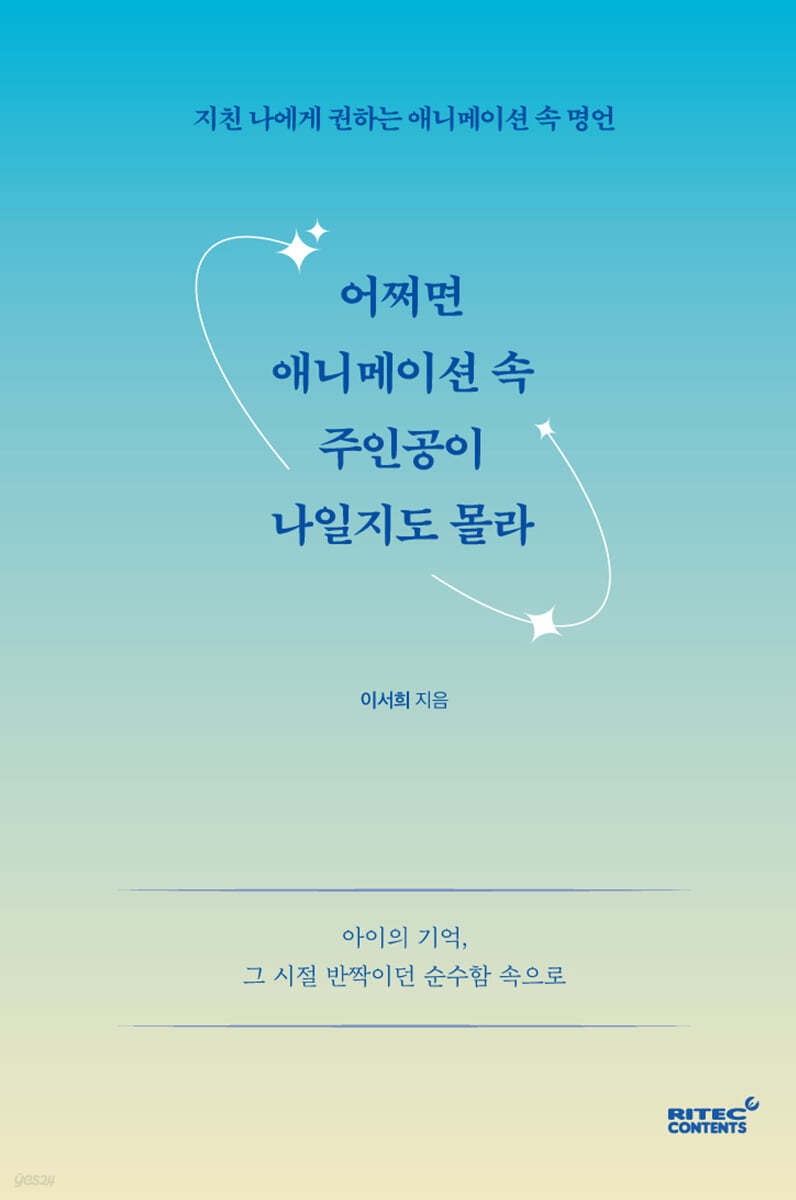 지친 나에게 권하는 애니메이션 속 명언
어쩌면
애니메이션 속
주인공이
나일지도 몰라
이서희 지음
아이의 기억,
그 시절 반짝이던 순수함 속으로
RITEC
CONTENTS
yes24